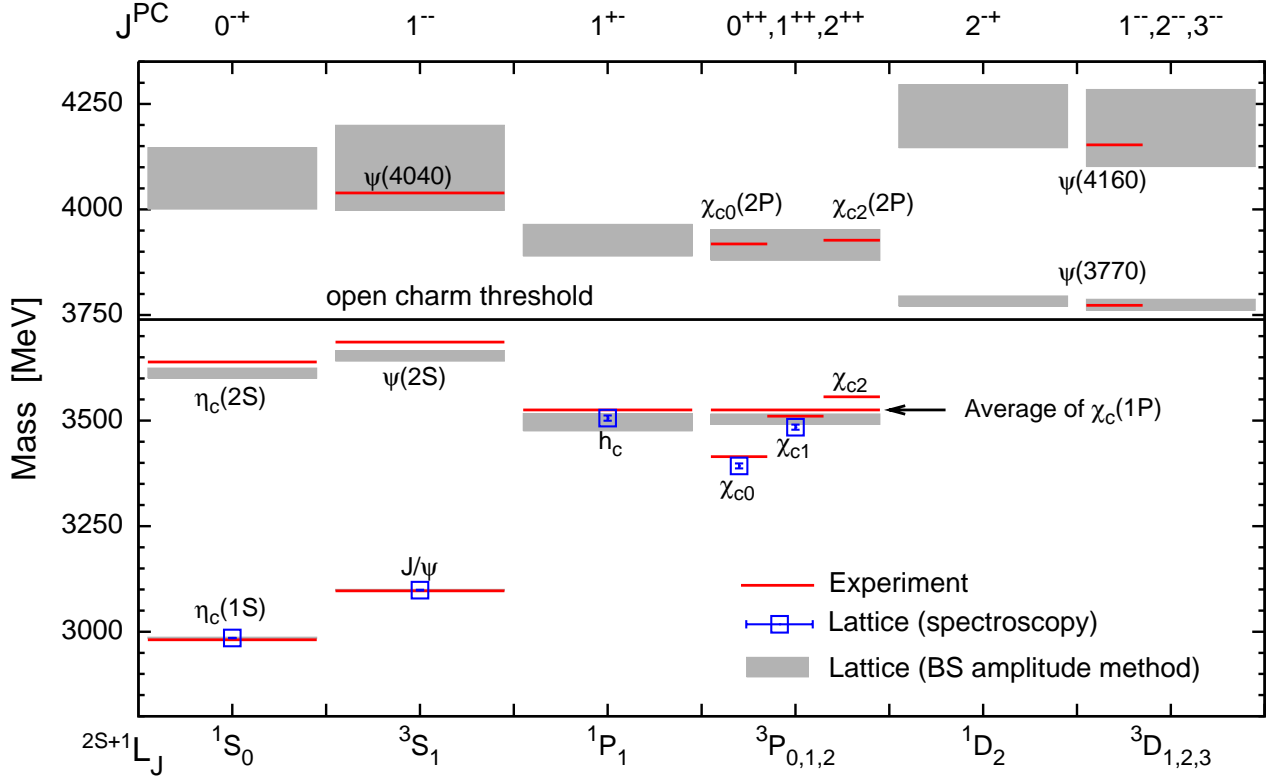 J^PC 0⁻⁺ 1⁻⁻ 1⁺⁻ 0⁺⁺,1⁺⁺,2⁺⁺ 2⁻⁺ 1⁻⁻,2⁻⁻,3⁻⁻
4250
ψ(4040)
ψ(4160)
4000
χc0(2P) χc2(2P)
ψ(3770)
open charm threshold
3750
Mass [MeV]
ηc(2S)
ψ(2S)
χc2
3500
Average of χc(1P)
hc
χc1
χc0
3250
J/ψ
ηc(1S)
3000
Experiment
Lattice (spectroscopy)
Lattice (BS amplitude method)
²ˢ⁺¹L_J ¹S₀ ³S₁ ¹P₁ ³P₀,₁,₂ ¹D₂ ³D₁,₂,₃